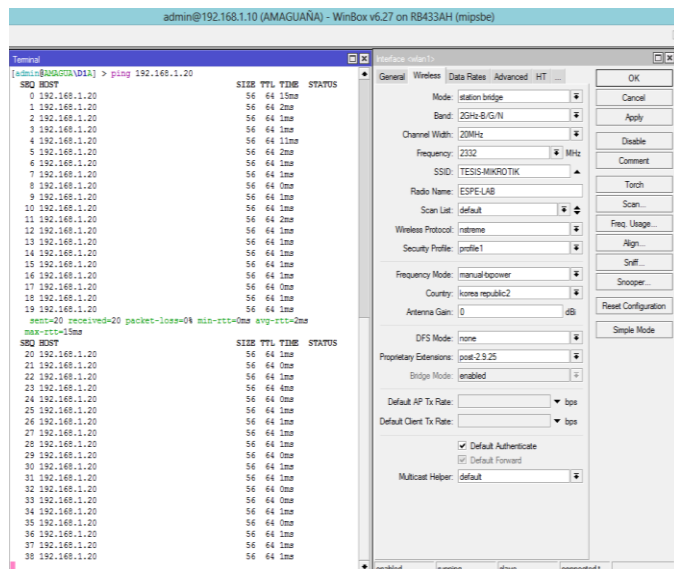 admin@192.168.1.10 (AMAGUAÑA) - WinBox v6.27 on RB433AH (mipsbe)
Terminal
[admin@AMAGUA\D1A] > ping 192.168.1.20
SEQ HOST SIZE TTL TIME STATUS
0 192.168.1.20 56 64 15ms
1 192.168.1.20 56 64 2ms
2 192.168.1.20 56 64 1ms
3 192.168.1.20 56 64 1ms
4 192.168.1.20 56 64 11ms
5 192.168.1.20 56 64 2ms
6 192.168.1.20 56 64 1ms
7 192.168.1.20 56 64 1ms
8 192.168.1.20 56 64 0ms
9 192.168.1.20 56 64 1ms
10 192.168.1.20 56 64 1ms
11 192.168.1.20 56 64 2ms
12 192.168.1.20 56 64 1ms
13 192.168.1.20 56 64 1ms
14 192.168.1.20 56 64 1ms
15 192.168.1.20 56 64 1ms
16 192.168.1.20 56 64 1ms
17 192.168.1.20 56 64 0ms
18 192.168.1.20 56 64 1ms
19 192.168.1.20 56 64 1ms
sent=20 received=20 packet-loss=0% min-rtt=0ms avg-rtt=2ms
max-rtt=15ms
SEQ HOST SIZE TTL TIME STATUS
20 192.168.1.20 56 64 1ms
21 192.168.1.20 56 64 0ms
22 192.168.1.20 56 64 1ms
23 192.168.1.20 56 64 4ms
24 192.168.1.20 56 64 0ms
25 192.168.1.20 56 64 1ms
26 192.168.1.20 56 64 1ms
27 192.168.1.20 56 64 1ms
28 192.168.1.20 56 64 1ms
29 192.168.1.20 56 64 0ms
30 192.168.1.20 56 64 1ms
31 192.168.1.20 56 64 1ms
32 192.168.1.20 56 64 0ms
33 192.168.1.20 56 64 0ms
34 192.168.1.20 56 64 1ms
35 192.168.1.20 56 64 0ms
36 192.168.1.20 56 64 1ms
37 192.168.1.20 56 64 1ms
38 192.168.1.20 56 64 1ms
Interface <wlan1>
General Wireless Data Rates Advanced HT ...
Mode: station bridge
Band: 2GHz-B/G/N
Channel Width: 20MHz
Frequency: 2332 MHz
SSID: TESIS-MIKROTIK
Radio Name: ESPE-LAB
Scan List: default
Wireless Protocol: nstreme
Security Profile: profile1
Frequency Mode: manual-txpower
Country: korea republic2
Antenna Gain: 0 dBi
DFS Mode: none
Proprietary Extensions: post-2.9.25
Bridge Mode: enabled
Default AP Tx Rate: bps
Default Client Tx Rate: bps
Default Authenticate
Default Forward
Multicast Helper: default
enabled running slave connected t...
OK
Cancel
Apply
Disable
Comment
Torch
Scan...
Freq. Usage...
Align...
Sniff...
Snooper...
Reset Configuration
Simple Mode